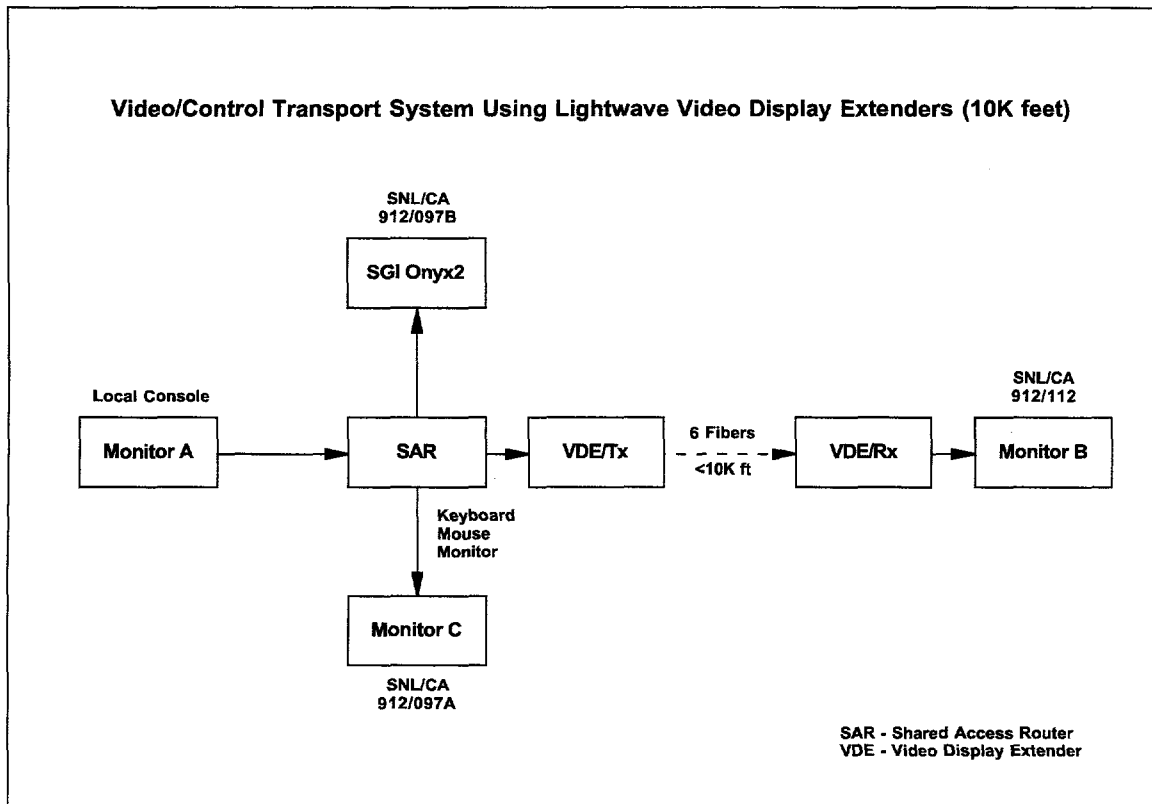 Video/Control Transport System Using Lightwave Video Display Extenders (10K feet)
SNL/CA
912/097B
SGI Onyx2
Local Console
Monitor A
SAR
VDE/Tx
6 Fibers
<10K ft
VDE/Rx
SNL/CA
912/112
Monitor B
Keyboard
Mouse
Monitor
Monitor C
SNL/CA
912/097A
SAR - Shared Access Router
VDE - Video Display Extender